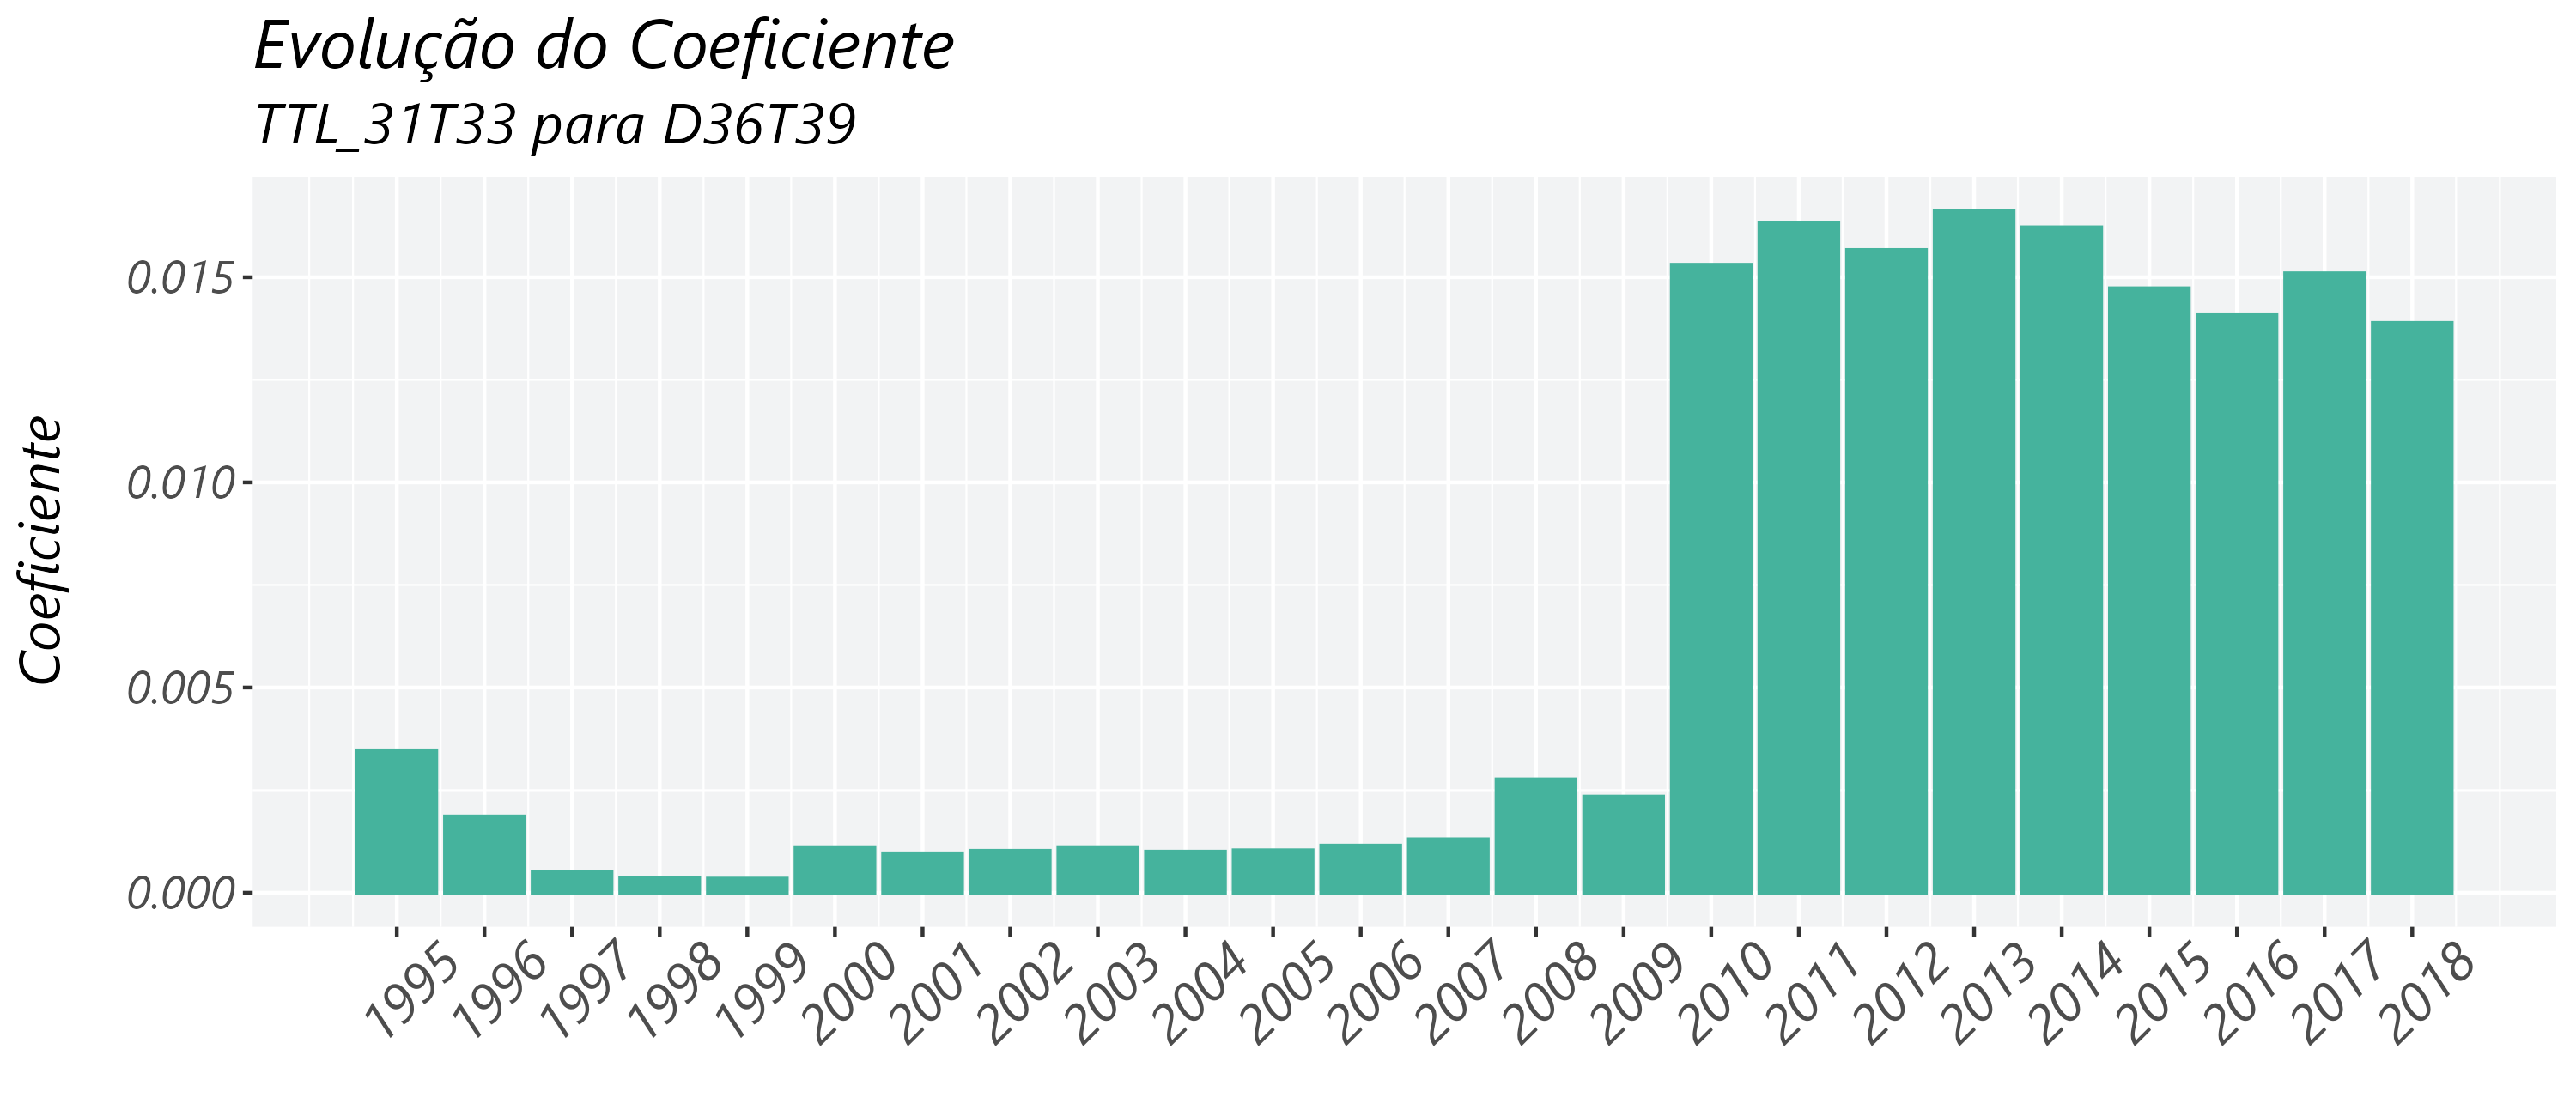 Evolução do Coeficiente
TTL_31T33 para D36T39
Coeficiente
0.015
0.010
0.005
0.000
1995 1996 1997 1998 1999 2000 2001 2002 2003 2004 2005 2006 2007 2008 2009 2010 2011 2012 2013 2014 2015 2016 2017 2018